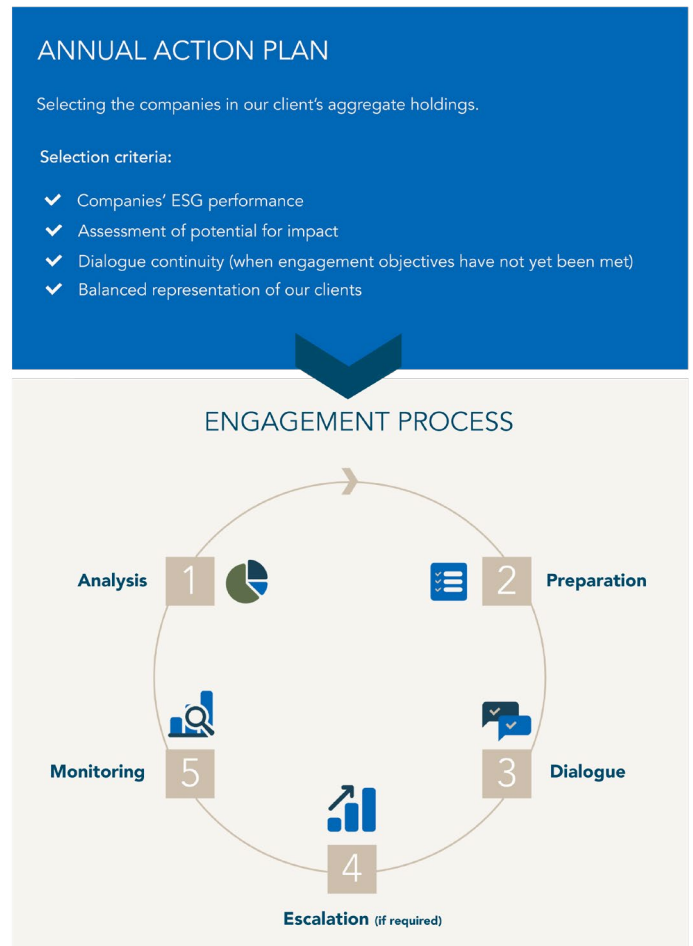 ANNUAL ACTION PLAN
Selecting the companies in our client's aggregate holdings.
Selection criteria:
Companies' ESG performance
Assessment of potential for impact
Dialogue continuity (when engagement objectives have not yet been met)
Balanced representation of our clients
ENGAGEMENT PROCESS
Analysis 1
2 Preparation
3 Dialogue
4
Escalation (if required)
Monitoring 5